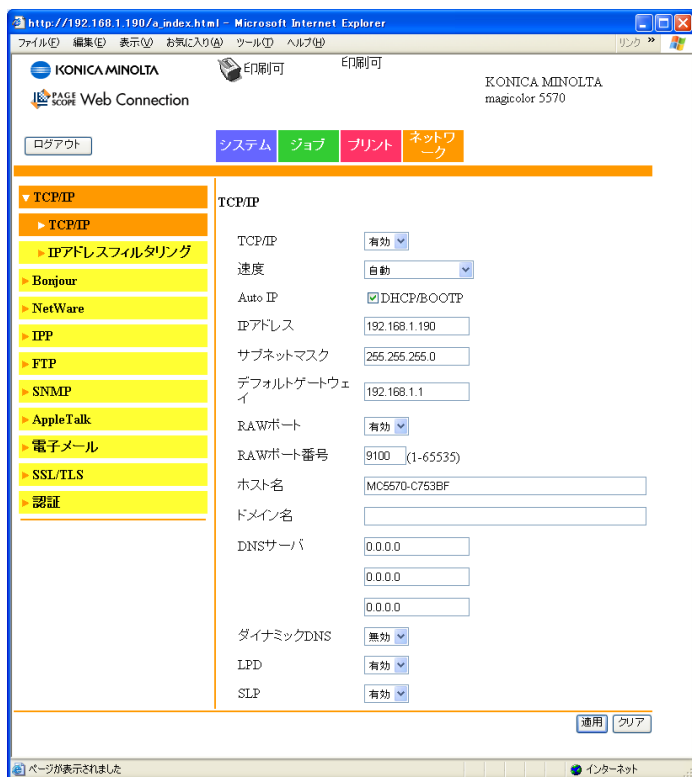 http://192.168.1.190/a_index.html - Microsoft Internet Explorer
ファイル(F) 編集(E) 表示(V) お気に入り(A) ツール(T) ヘルプ(H) リンク »
KONICA MINOLTA
印刷可
印刷可
KONICA MINOLTA
magicolor 5570
PAGE SCOPE Web Connection
ログアウト
システム
ジョブ
プリント
ネットワ
ーク
TCP/IP
TCP/IP
IPアドレスフィルタリング
Bonjour
NetWare
IPP
FTP
SNMP
AppleTalk
電子メール
SSL/TLS
認証
TCP/IP
TCP/IP 有効
速度 自動
Auto IP DHCP/BOOTP
IPアドレス 192.168.1.190
サブネットマスク 255.255.255.0
デフォルトゲートウェ
イ 192.168.1.1
RAWポート 有効
RAWポート番号 9100 (1-65535)
ホスト名 MC5570-C753BF
ドメイン名
DNSサーバ 0.0.0.0
0.0.0.0
0.0.0.0
ダイナミックDNS 無効
LPD 有効
SLP 有効
適用 クリア
ページが表示されました インターネット